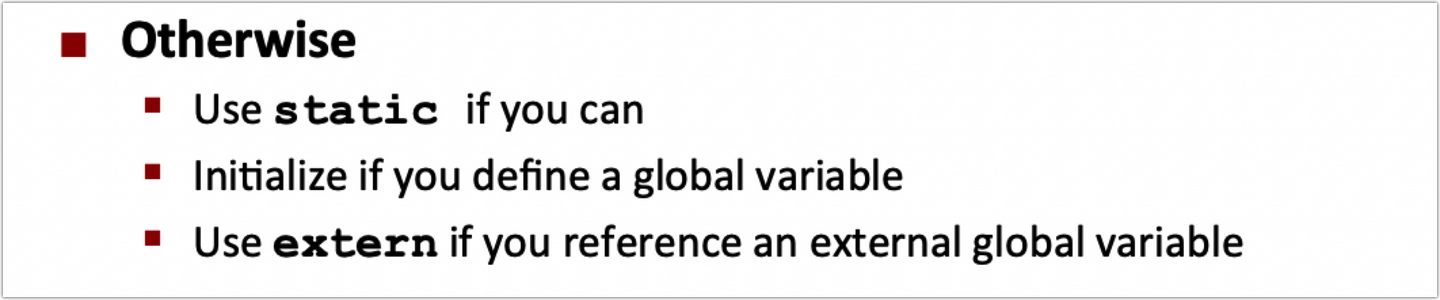 Otherwise
Use static if you can
Initialize if you define a global variable
Use extern if you reference an external global variable